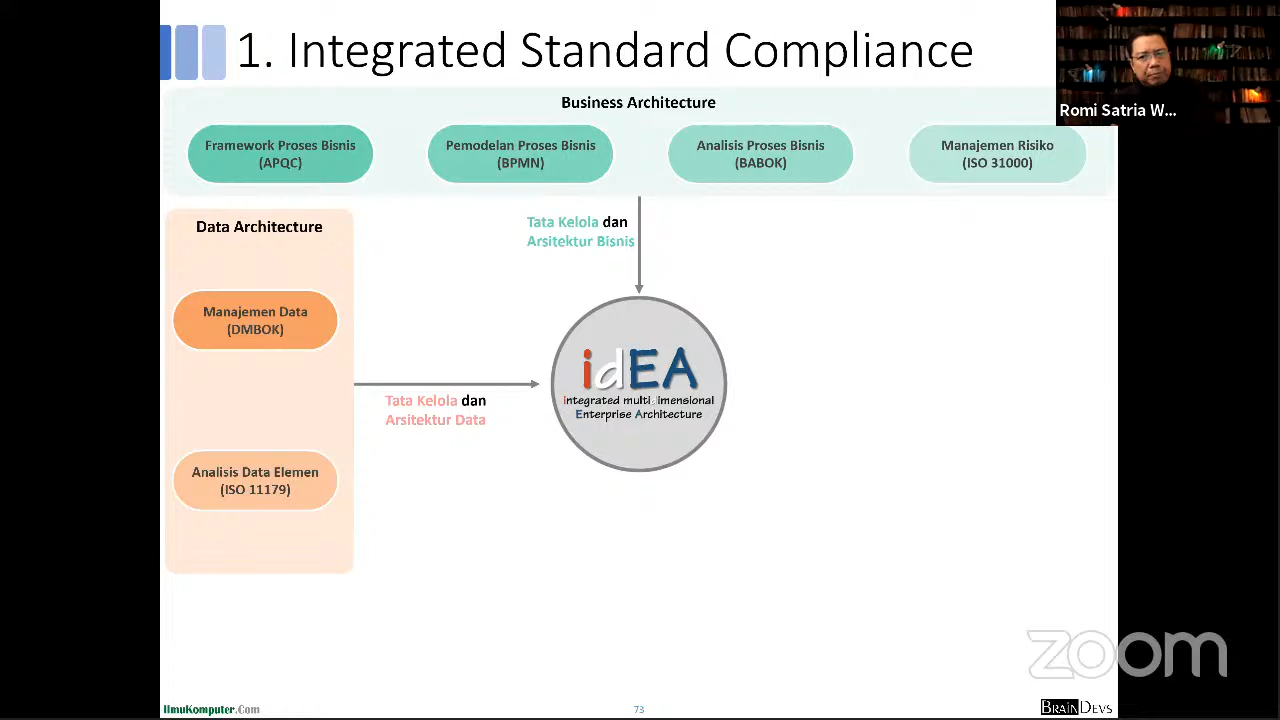 1. Integrated Standard Compliance
Romi Satria W...
Business Architecture
Framework Proses Bisnis
(APQC)
Pemodelan Proses Bisnis
(BPMN)
Analisis Proses Bisnis
(BABOK)
Manajemen Risiko
(ISO 31000)
Data Architecture
Manajemen Data
(DMBOK)
Analisis Data Elemen
(ISO 11179)
Tata Kelola dan
Arsitektur Bisnis
Tata Kelola dan
Arsitektur Data
idEA
integrated multidimensional
Enterprise Architecture
zoom
IlmuKomputer.Com
73
BRAINDEVS